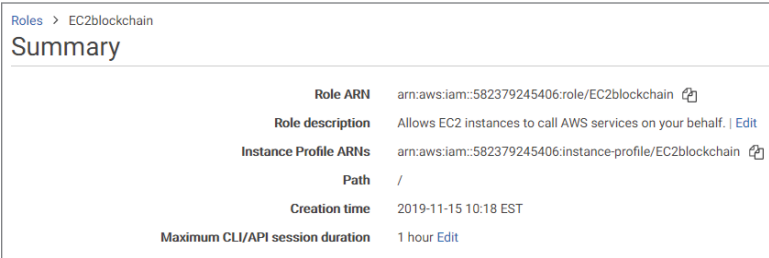 Roles > EC2blockchain
Summary
Role ARN arn:aws:iam::582379245406:role/EC2blockchain
Role description Allows EC2 instances to call AWS services on your behalf. | Edit
Instance Profile ARNs arn:aws:iam::582379245406:instance-profile/EC2blockchain
Path /
Creation time 2019-11-15 10:18 EST
Maximum CLI/API session duration 1 hour Edit